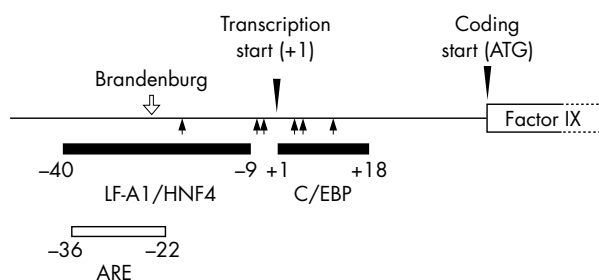 Transcription
start (+1)
Coding
start (ATG)
Brandenburg
Factor IX
–40
–9
+1
+18
LF-A1/HNF4
C/EBP
–36
–22
ARE